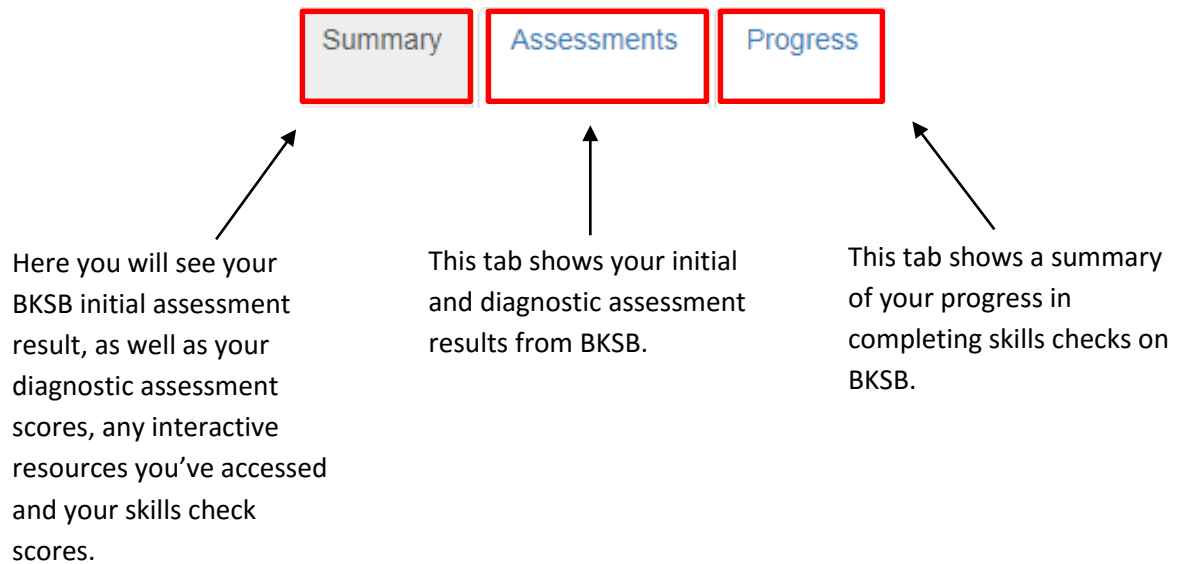 Summary Assessments Progress
Here you will see your
BKSB initial assessment
result, as well as your
diagnostic assessment
scores, any interactive
resources you’ve accessed
and your skills check
scores.
This tab shows your initial
and diagnostic assessment
results from BKSB.
This tab shows a summary
of your progress in
completing skills checks on
BKSB.